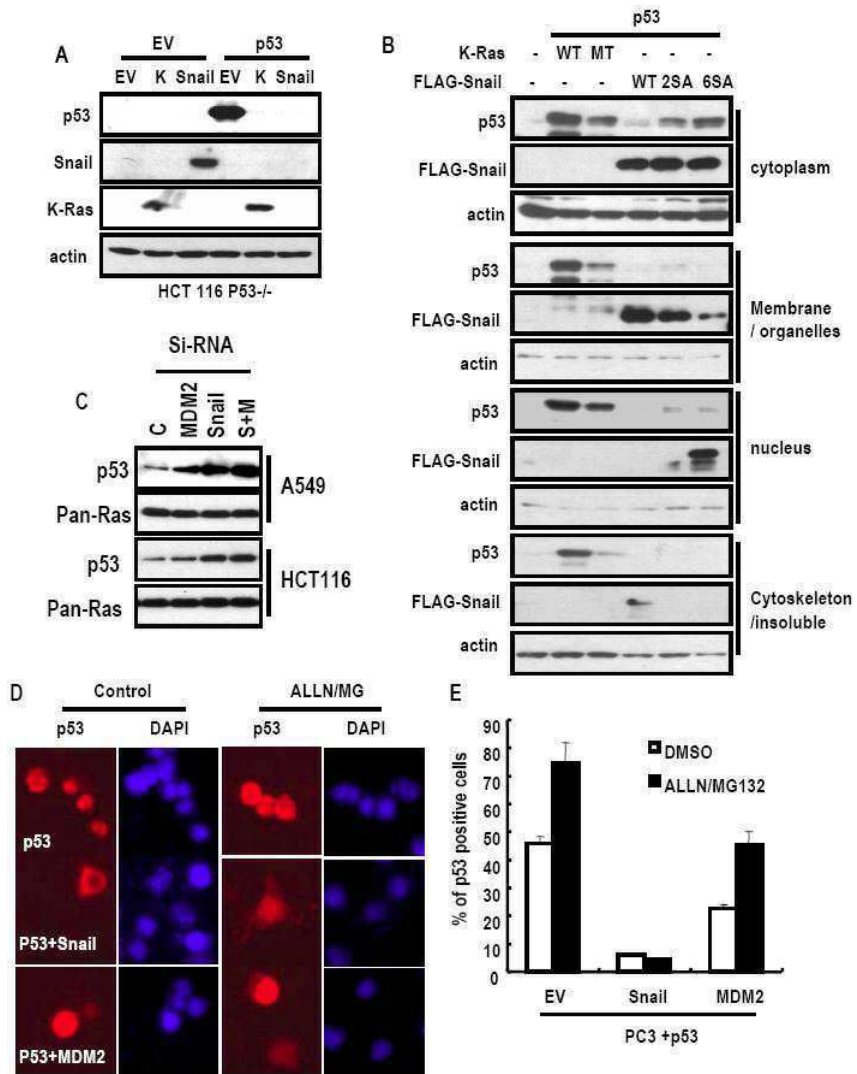 A
EV p53
EV K Snail EV K Snail
p53
Snail
K-Ras
actin
HCT 116 P53-/-
B
p53
K-Ras - WT MT - - -
FLAG-Snail - - - WT 2SA 6SA
p53
FLAG-Snail
actin
cytoplasm
p53
FLAG-Snail
actin
Membrane
/ organelles
p53
FLAG-Snail
actin
nucleus
p53
FLAG-Snail
actin
Cytoskeleton
/insoluble
C
Si-RNA
C MDM2 Snail S+M
p53
Pan-Ras
A549
p53
Pan-Ras
HCT116
D
Control ALLN/MG
p53 DAPI p53 DAPI
p53
P53+Snail
P53+MDM2
E
% of p53 positive cells
90
80
70
60
50
40
30
20
10
0
DMSO
ALLN/MG132
EV Snail MDM2
PC3 +p53